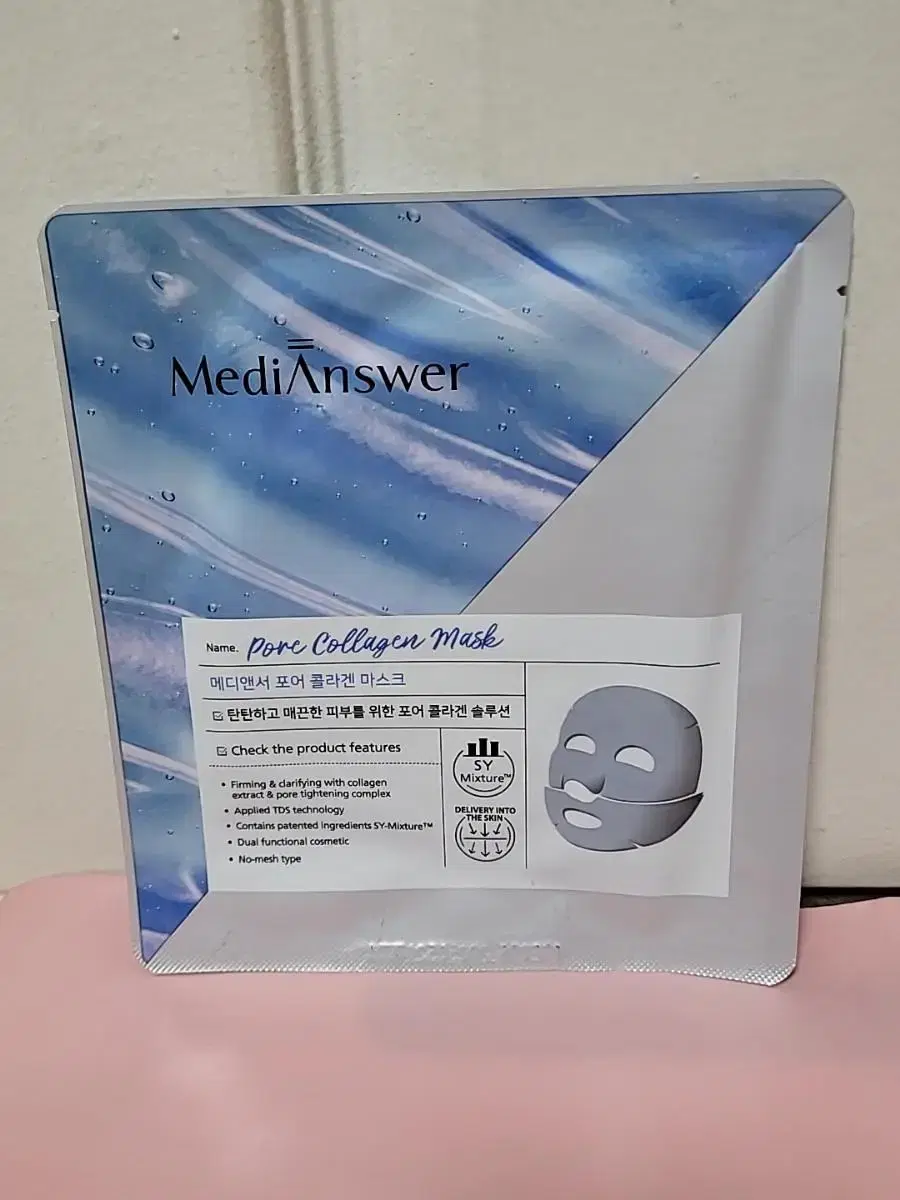 MediAnswer
Name. Pore Collagen Mask
메디앤서 포어 콜라겐 마스크
탄탄하고 매끈한 피부를 위한 포어 콜라겐 솔루션
Check the product features
• Firming & clarifying with collagen
extract & pore tightening complex
• Applied TDS technology
• Contains patented ingredients SY-Mixture™
• Dual functional cosmetic
• No-mesh type
SY
Mixture™
DELIVERY INTO
THE SKIN